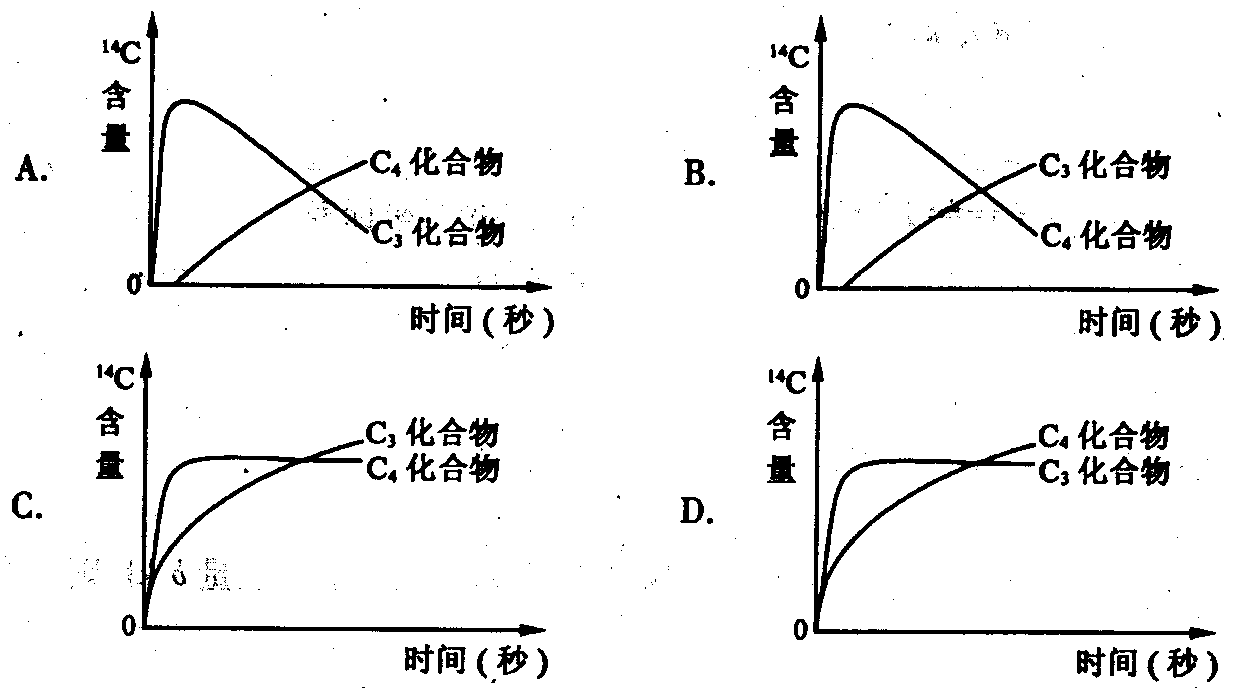 A.
¹⁴C
含
量
C₄ 化合物
C₃ 化合物
0
时间(秒)
B.
¹⁴C
含
量
C₃ 化合物
C₄ 化合物
0
时间(秒)
C.
¹⁴C
含
量
C₃ 化合物
C₄ 化合物
0
时间(秒)
D.
¹⁴C
含
量
C₄ 化合物
C₃ 化合物
0
时间(秒)